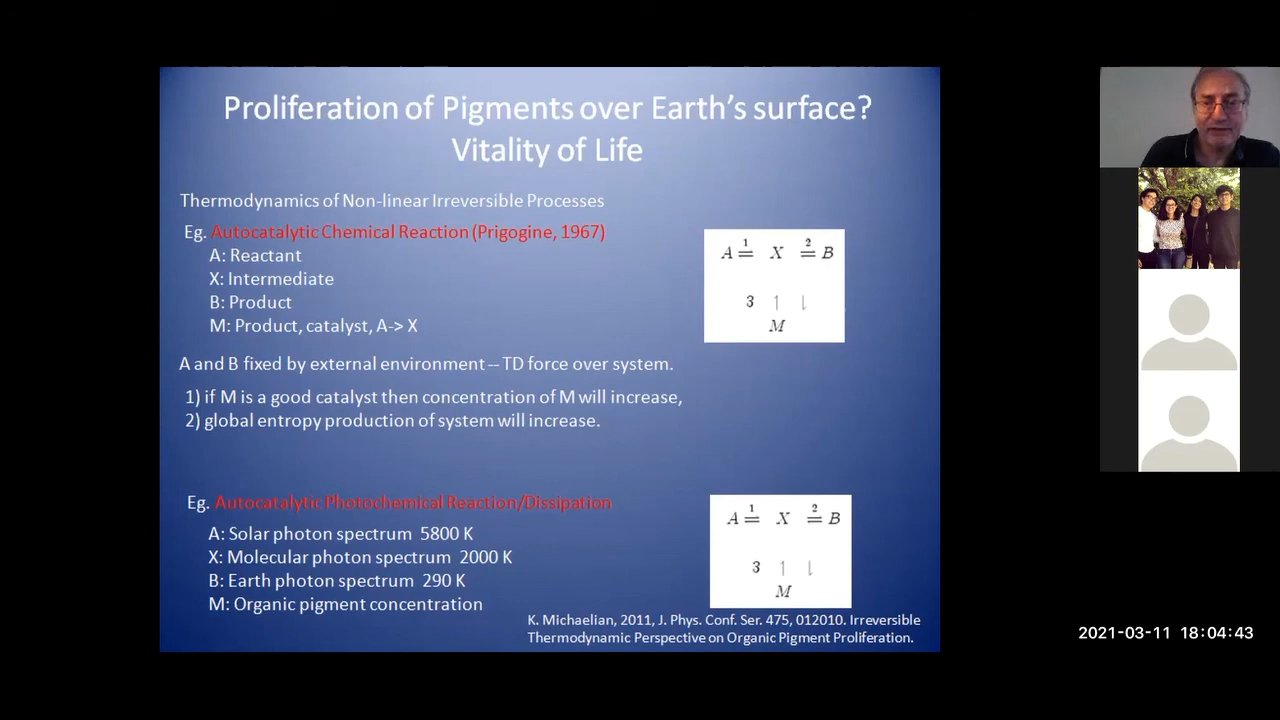 Proliferation of Pigments over Earth's surface?
Vitality of Life
Thermodynamics of Non-linear Irreversible Processes
Eg. Autocatalytic Chemical Reaction (Prigogine, 1967)
A: Reactant
X: Intermediate
B: Product
M: Product, catalyst, A-> X
A 1 = X 2 = B
3 ↑ ↓
M
A and B fixed by external environment -- TD force over system.
1) if M is a good catalyst then concentration of M will increase,
2) global entropy production of system will increase.
Eg. Autocatalytic Photochemical Reaction/Dissipation
A: Solar photon spectrum 5800 K
X: Molecular photon spectrum 2000 K
B: Earth photon spectrum 290 K
M: Organic pigment concentration
A 1 = X 2 = B
3 ↑ ↓
M
K. Michaelian, 2011, J. Phys. Conf. Ser. 475, 012010. Irreversible
Thermodynamic Perspective on Organic Pigment Proliferation.
2021-03-11 18:04:43